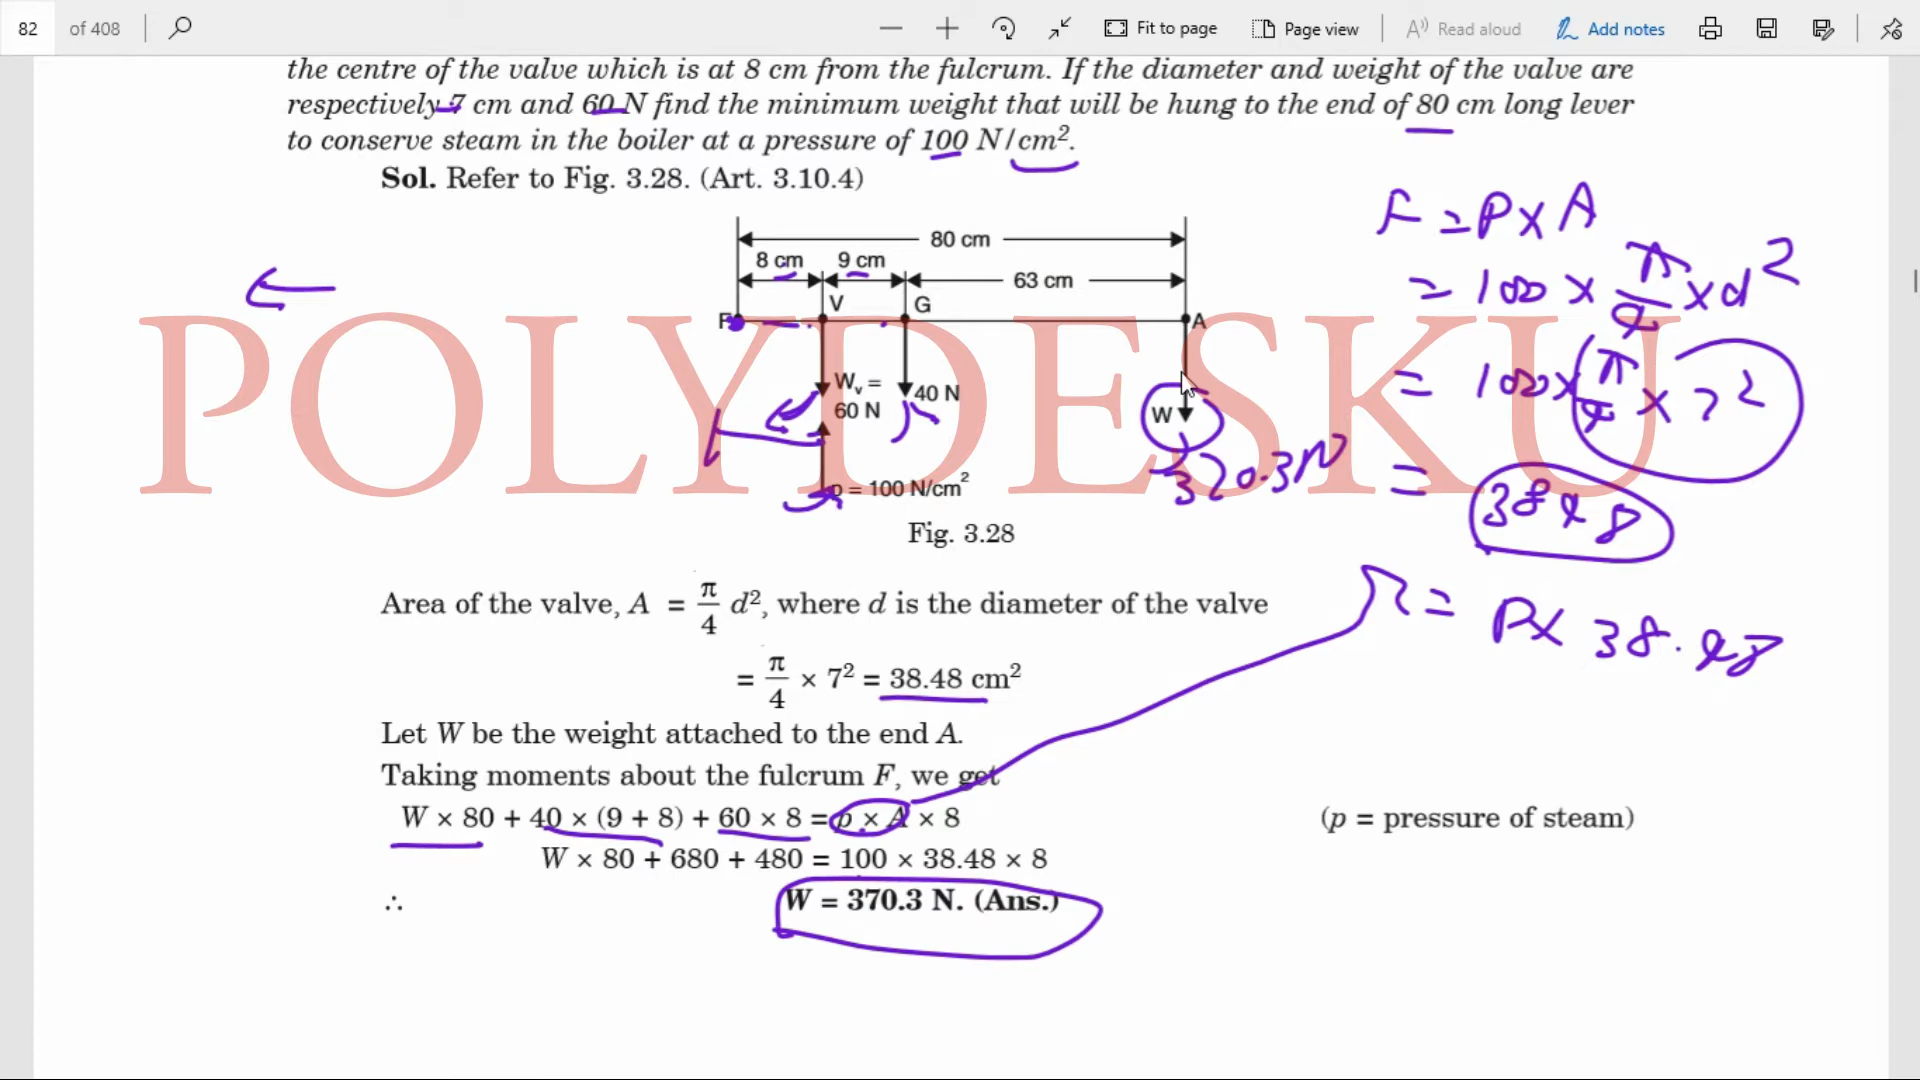 82 of 408 Fit to page Page view Read aloud Add notes
the centre of the valve which is at 8 cm from the fulcrum. If the diameter and weight of the valve are
respectively 7 cm and 60 N find the minimum weight that will be hung to the end of 80 cm long lever
to conserve steam in the boiler at a pressure of 100 N/cm².
Sol. Refer to Fig. 3.28. (Art. 3.10.4)
80 cm
8 cm 9 cm 63 cm
F V G A
Wᵥ =
60 N
40 N
W
p = 100 N/cm²
Fig. 3.28
POLYDESKU
F = P × A
= 100 × π/4 × d²
= 100 × π/4 × 7²
= 3848
370.3 N
= P × 38.48
Area of the valve, A = π/4 d², where d is the diameter of the valve
= π/4 × 7² = 38.48 cm²
Let W be the weight attached to the end A.
Taking moments about the fulcrum F, we get
W × 80 + 40 × (9 + 8) + 60 × 8 = p × A × 8 (p = pressure of steam)
W × 80 + 680 + 480 = 100 × 38.48 × 8
∴ W = 370.3 N. (Ans.)